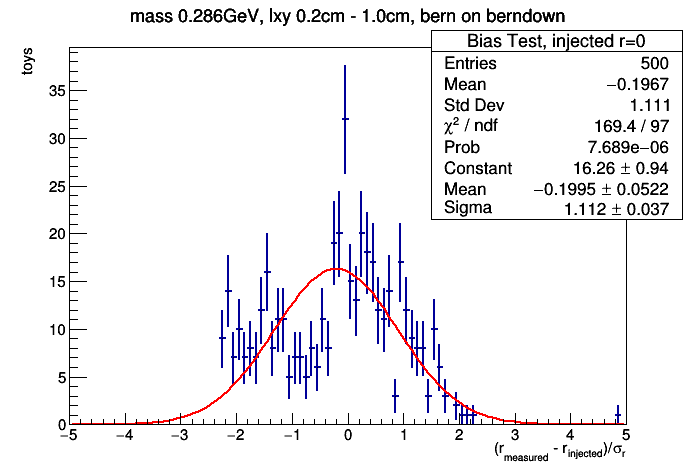 mass 0.286GeV, lxy 0.2cm - 1.0cm, bern on berndown
Bias Test, injected r=0
Entries 500
Mean −0.1967
Std Dev 1.111
χ² / ndf 169.4 / 97
Prob 7.689e−06
Constant 16.26 ± 0.94
Mean −0.1995 ± 0.0522
Sigma 1.112 ± 0.037
toys
35
30
25
20
15
10
5
0
−5 −4 −3 −2 −1 0 1 2 3 4 5
(r_measured - r_injected)/σ_r